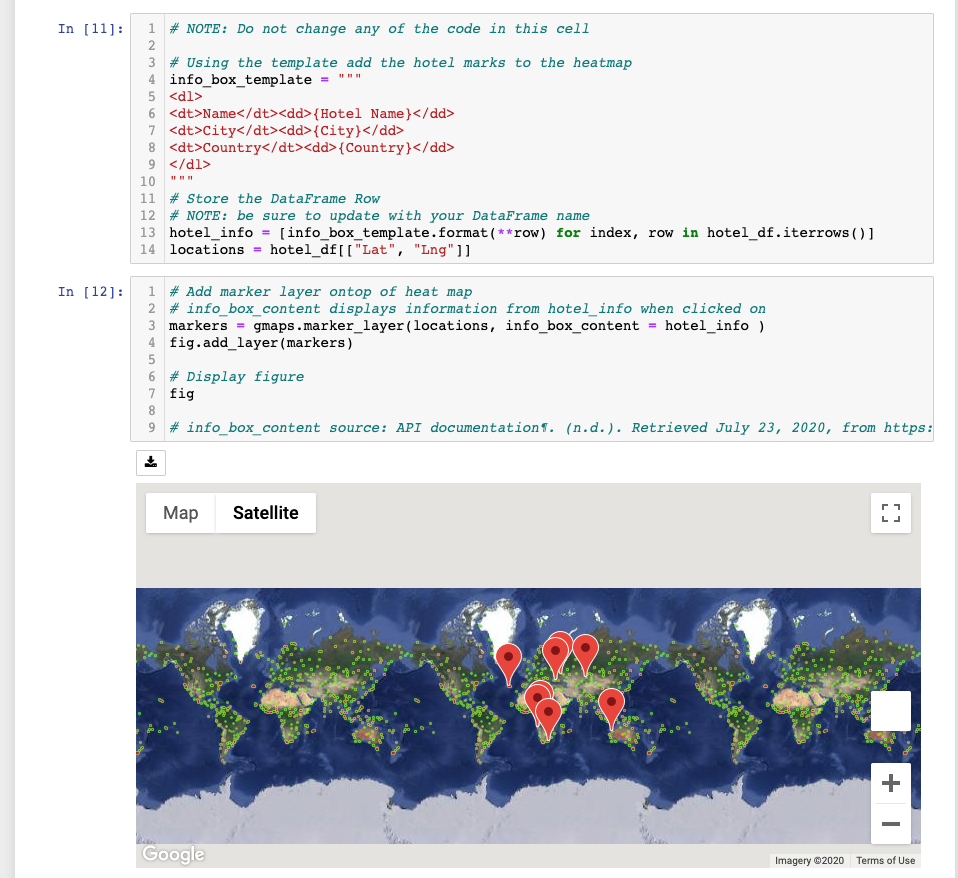 In [11]:
1 # NOTE: Do not change any of the code in this cell
2
3 # Using the template add the hotel marks to the heatmap
4 info_box_template = """
5 <dl>
6 <dt>Name</dt><dd>{Hotel Name}</dd>
7 <dt>City</dt><dd>{City}</dd>
8 <dt>Country</dt><dd>{Country}</dd>
9 </dl>
10 """
11 # Store the DataFrame Row
12 # NOTE: be sure to update with your DataFrame name
13 hotel_info = [info_box_template.format(**row) for index, row in hotel_df.iterrows()]
14 locations = hotel_df[["Lat", "Lng"]]
In [12]:
1 # Add marker layer ontop of heat map
2 # info_box_content displays information from hotel_info when clicked on
3 markers = gmaps.marker_layer(locations, info_box_content = hotel_info )
4 fig.add_layer(markers)
5
6 # Display figure
7 fig
8
9 # info_box_content source: API documentation¶. (n.d.). Retrieved July 23, 2020, from https:
Map Satellite
Google
Imagery ©2020 Terms of Use